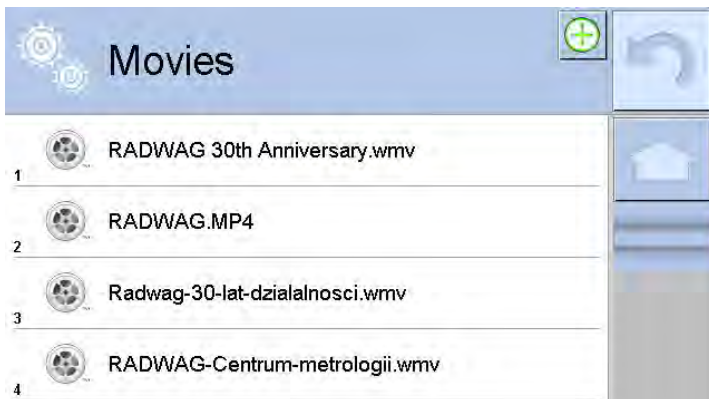 Movies
RADWAG 30th Anniversary.wmv
1
RADWAG.MP4
2
Radwag-30-lat-dzialalnosci.wmv
3
RADWAG-Centrum-metrologii.wmv
4